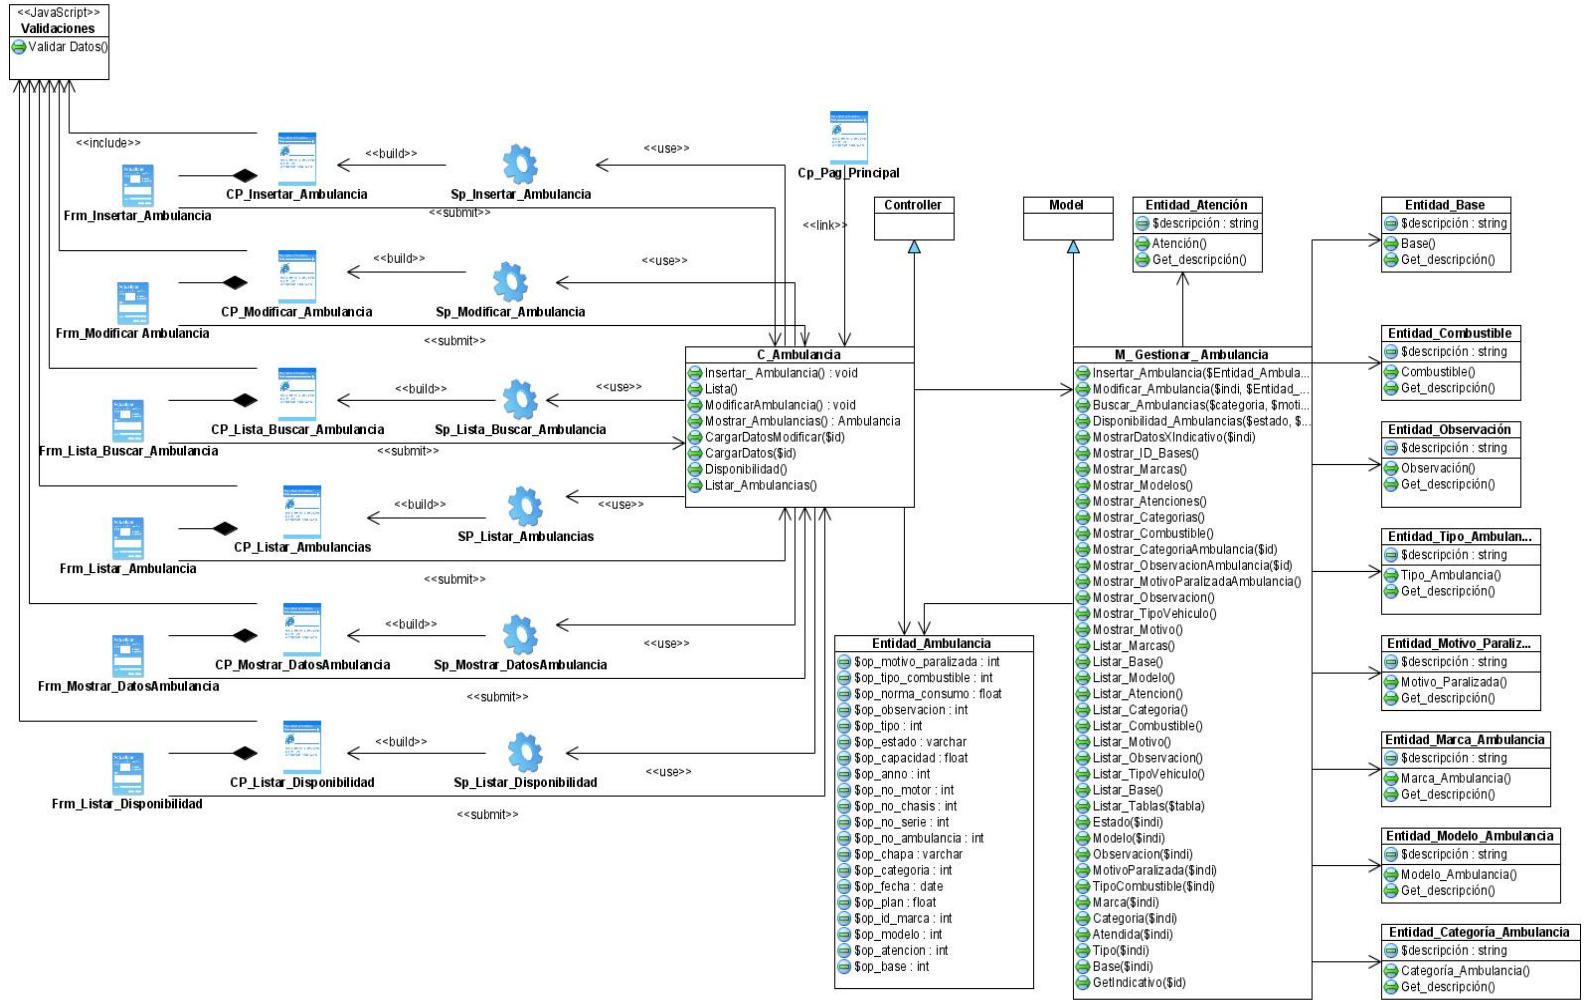 <<JavaScript>>
Validaciones
Validar Datos()
<<include>>
Frm_Insertar_Ambulancia
CP_Insertar_Ambulancia
<<build>>
Sp_Insertar_Ambulancia
<<use>>
<<submit>>
Cp_Pag_Principal
<<link>>
Frm_Modificar Ambulancia
CP_Modificar_Ambulancia
<<build>>
Sp_Modificar_Ambulancia
<<use>>
<<submit>>
Frm_Lista_Buscar_Ambulancia
CP_Lista_Buscar_Ambulancia
<<build>>
Sp_Lista_Buscar_Ambulancia
<<use>>
<<submit>>
Frm_Listar_Ambulancia
CP_Listar_Ambulancias
<<build>>
SP_Listar_Ambulancias
<<use>>
<<submit>>
Frm_Mostrar_DatosAmbulancia
CP_Mostrar_DatosAmbulancia
<<build>>
Sp_Mostrar_DatosAmbulancia
<<use>>
<<submit>>
Frm_Listar_Disponibilidad
CP_Listar_Disponibilidad
<<build>>
Sp_Listar_Disponibilidad
<<use>>
<<submit>>
Controller
C_Ambulancia
Insertar_ Ambulancia() : void
Lista()
ModificarAmbulancia() : void
Mostrar_Ambulancias() : Ambulancia
CargarDatosModificar($id)
CargarDatos($id)
Disponibilidad()
Listar_Ambulancias()
Entidad_Ambulancia
$op_motivo_paralizada : int
$op_tipo_combustible : int
$op_norma_consumo : float
$op_observacion : int
$op_tipo : int
$op_estado : varchar
$op_capacidad : float
$op_anno : int
$op_no_motor : int
$op_no_chasis : int
$op_no_serie : int
$op_no_ambulancia : int
$op_chapa : varchar
$op_categoria : int
$op_fecha : date
$op_plan : float
$op_id_marca : int
$op_modelo : int
$op_atencion : int
$op_base : int
Model
M_ Gestionar_ Ambulancia
Insertar_Ambulancia($Entidad_Ambula...
Modificar_Ambulancia($indi, $Entidad_...
Buscar_Ambulancias($categoria, $moti...
Disponibilidad_Ambulancias($estado, $...
MostrarDatosXIndicativo($indi)
Mostrar_ID_Bases()
Mostrar_Marcas()
Mostrar_Modelos()
Mostrar_Atenciones()
Mostrar_Categorias()
Mostrar_Combustible()
Mostrar_CategoriaAmbulancia($id)
Mostrar_ObservacionAmbulancia($id)
Mostrar_MotivoParalizadaAmbulancia()
Mostrar_Observacion()
Mostrar_TipoVehiculo()
Mostrar_Motivo()
Listar_Marcas()
Listar_Base()
Listar_Modelo()
Listar_Atencion()
Listar_Categoria()
Listar_Combustible()
Listar_Motivo()
Listar_Observacion()
Listar_TipoVehiculo()
Listar_Base()
Listar_Tablas($tabla)
Estado($indi)
Modelo($indi)
Observacion($indi)
MotivoParalizada($indi)
TipoCombustible($indi)
Marca($indi)
Categoria($indi)
Atendida($indi)
Tipo($indi)
Base($indi)
GetIndicativo($id)
Entidad_Atención
$descripción : string
Atención()
Get_descripción()
Entidad_Base
$descripción : string
Base()
Get_descripción()
Entidad_Combustible
$descripción : string
Combustible()
Get_descripción()
Entidad_Observación
$descripción : string
Observación()
Get_descripción()
Entidad_Tipo_Ambulan...
$descripción : string
Tipo_Ambulancia()
Get_descripción()
Entidad_Motivo_Paraliz...
$descripción : string
Motivo_Paralizada()
Get_descripción()
Entidad_Marca_Ambulancia
$descripción : string
Marca_Ambulancia()
Get_descripción()
Entidad_Modelo_Ambulancia
$descripción : string
Modelo_Ambulancia()
Get_descripción()
Entidad_Categoría_Ambulancia
$descripción : string
Categoría_Ambulancia()
Get_descripción()